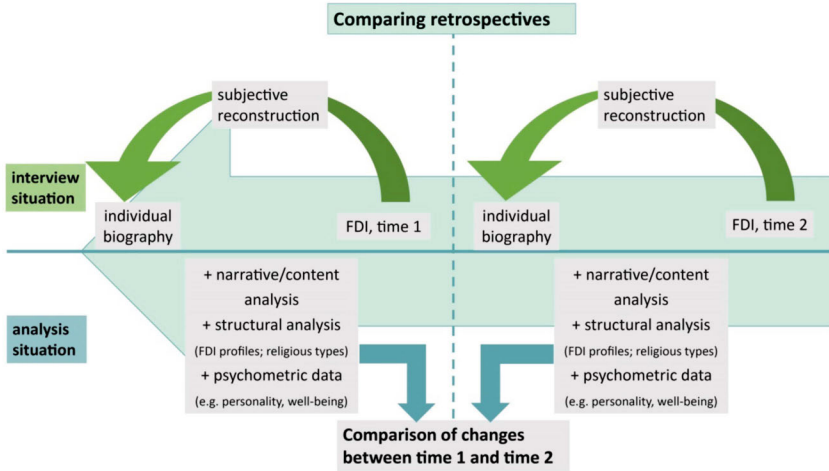 Comparing retrospectives
subjective
reconstruction
subjective
reconstruction
interview
situation
individual
biography
FDI, time 1
individual
biography
FDI, time 2
analysis
situation
+ narrative/content
analysis
+ structural analysis
(FDI profiles; religious types)
+ psychometric data
(e.g. personality, well-being)
+ narrative/content
analysis
+ structural analysis
(FDI profiles; religious types)
+ psychometric data
(e.g. personality, well-being)
Comparison of changes
between time 1 and time 2